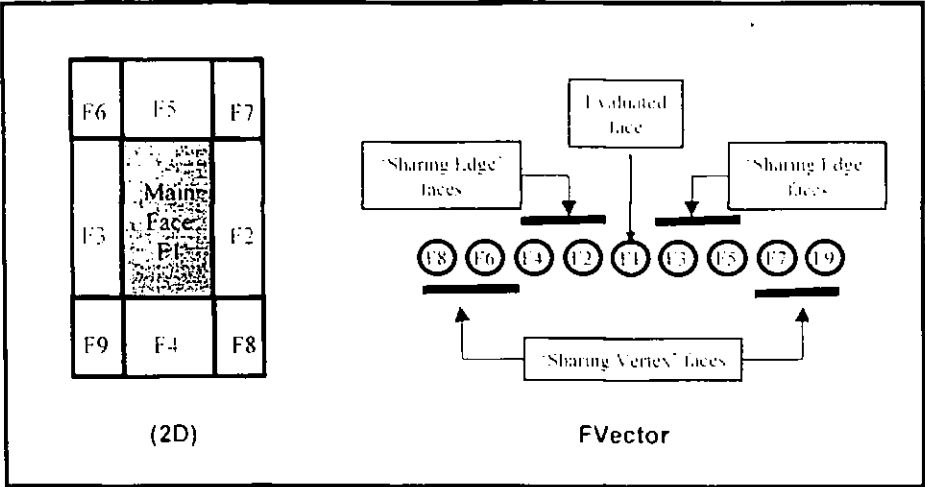 F6 F5 F7
Main
Face
F3 F1 F2
F9 F4 F8
(2D)
Evaluated
face
'Sharing Edge'
faces
'Sharing Edge'
faces
F8 F6 F4 F2 F1 F3 F5 F7 F9
'Sharing Vertex' faces
FVector